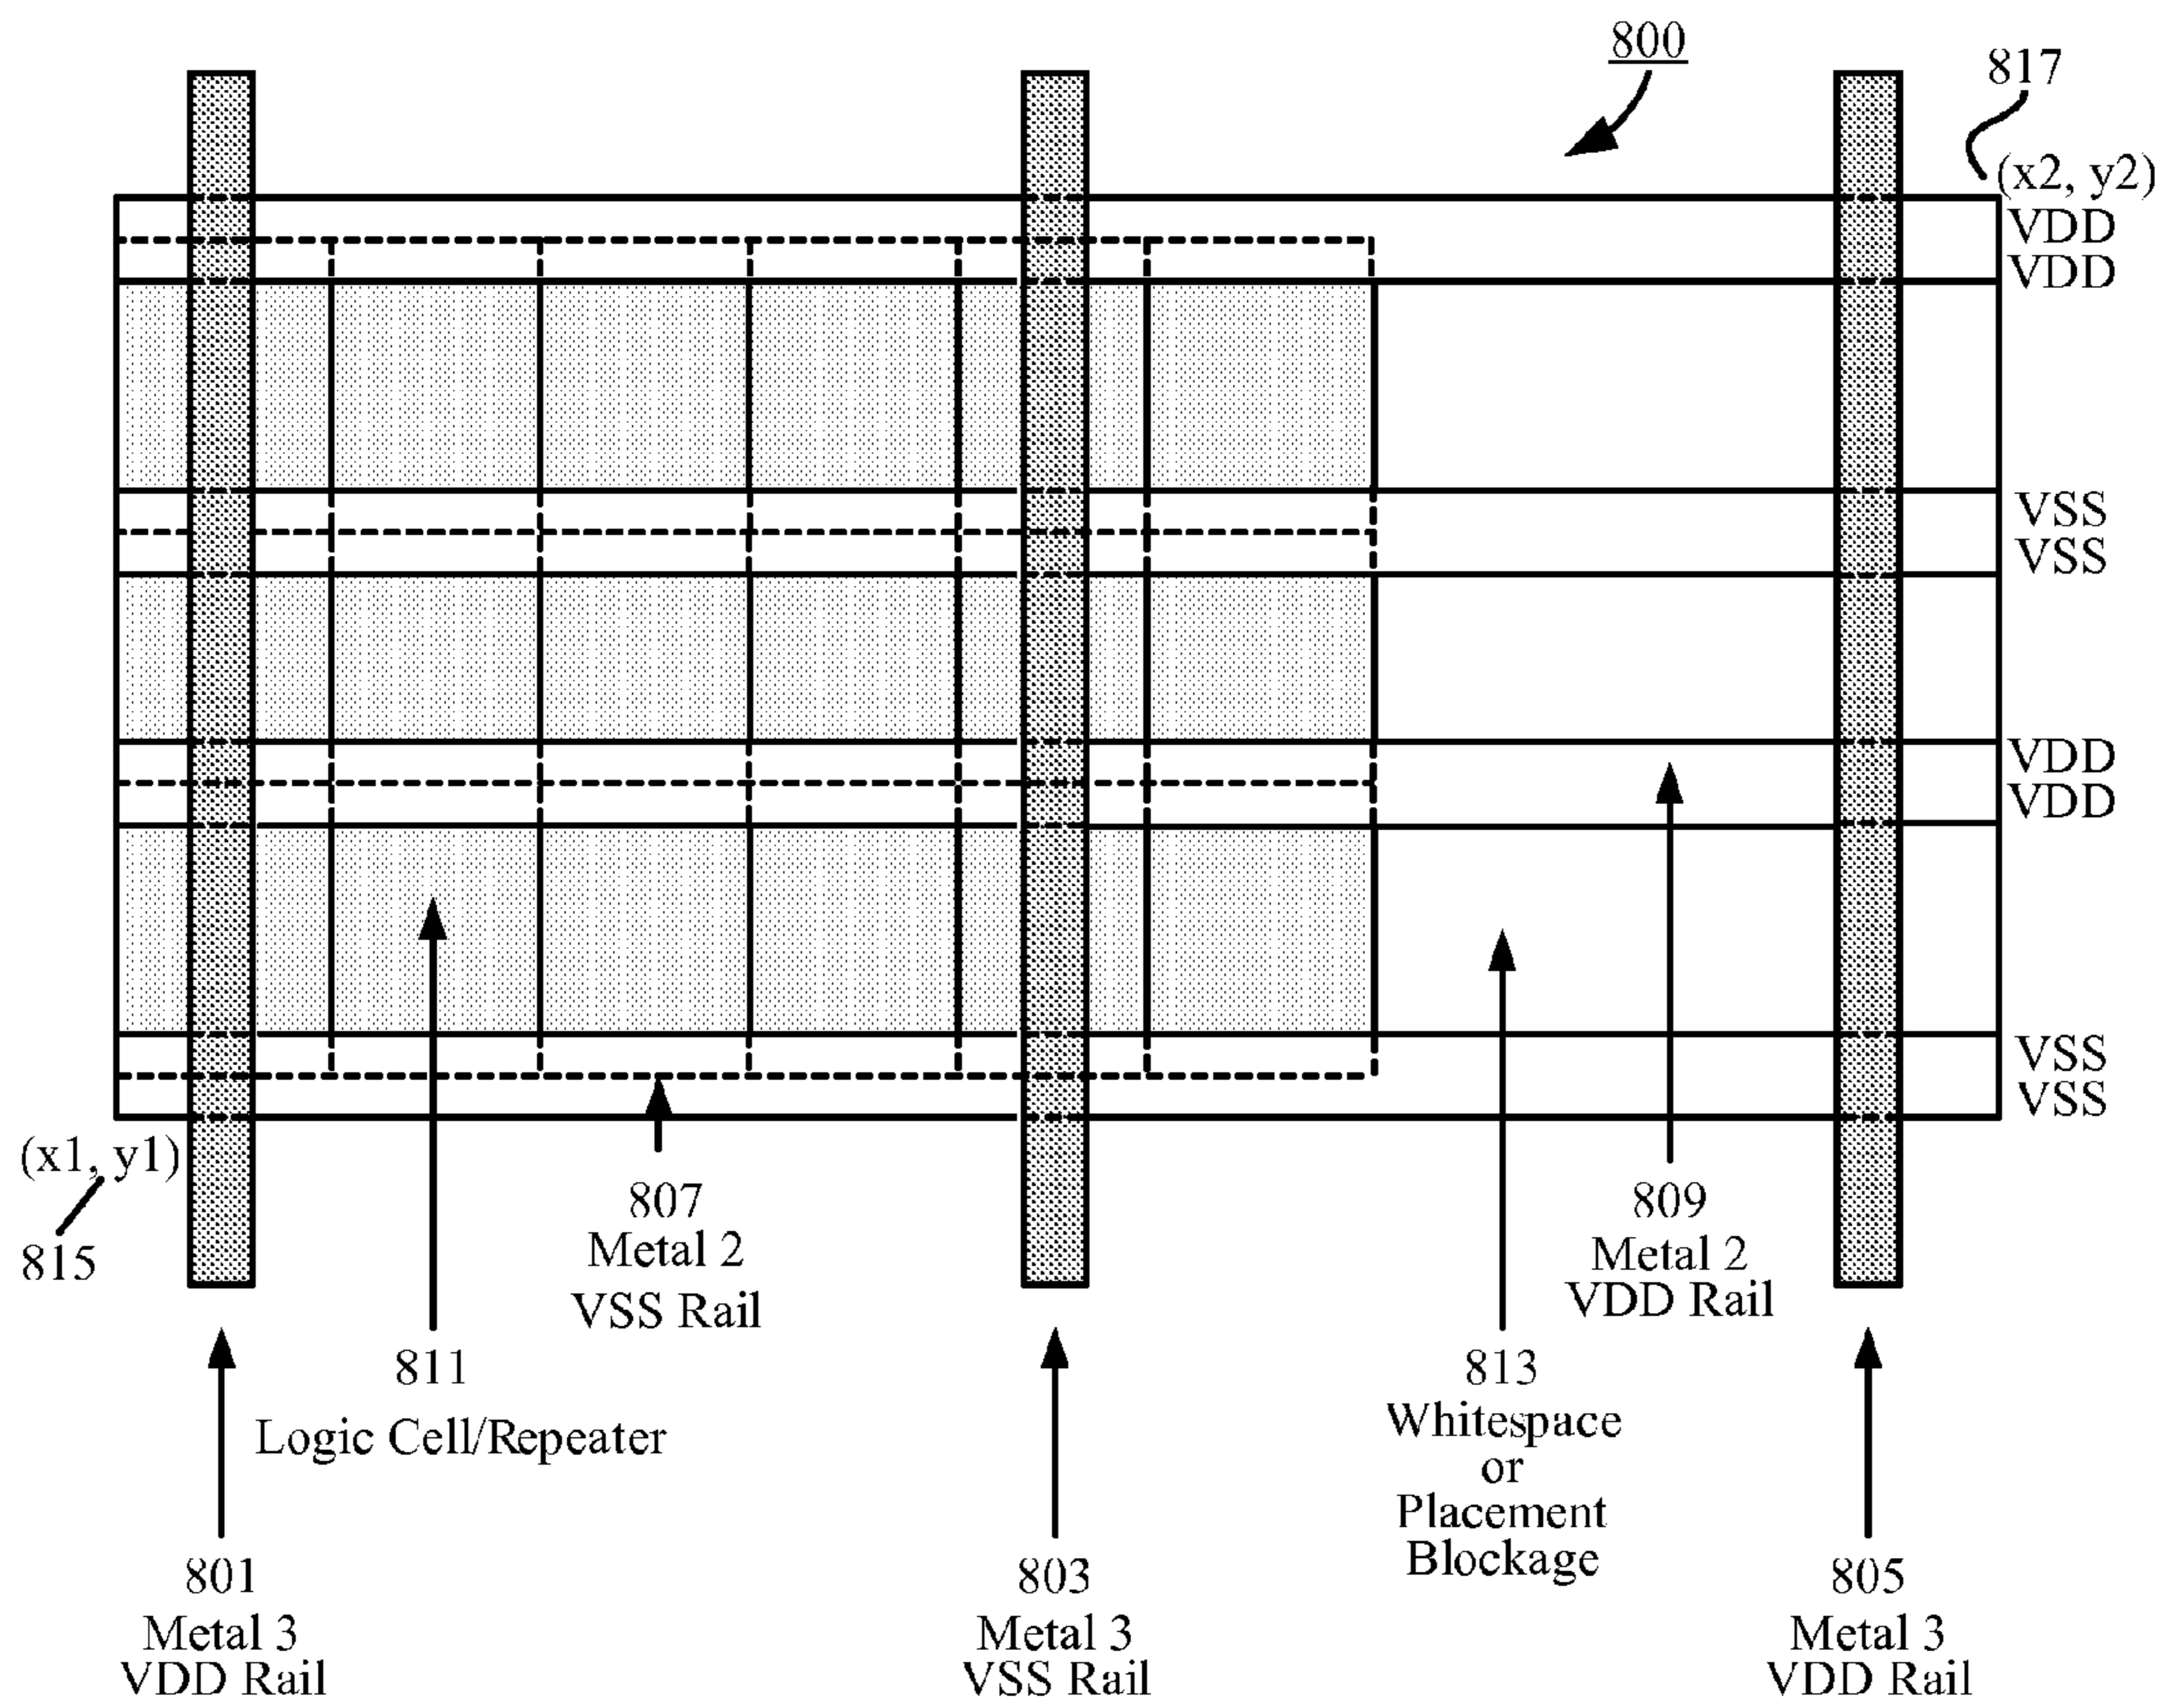 800
817
(x2, y2)
VDD
VDD
VSS
VSS
VDD
VDD
VSS
VSS
(x1, y1)
815
807
Metal 2
VSS Rail
809
Metal 2
VDD Rail
811
Logic Cell/Repeater
813
Whitespace
or
Placement
Blockage
801
Metal 3
VDD Rail
803
Metal 3
VSS Rail
805
Metal 3
VDD Rail